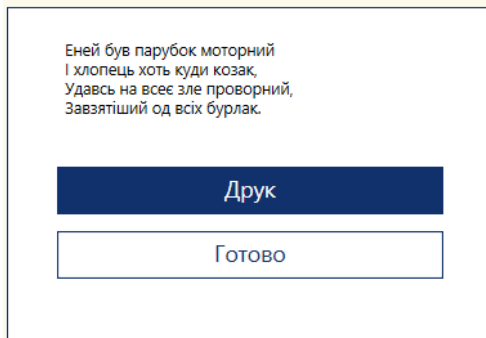 Еней був парубок моторний
І хлопець хоть куди козак,
Удавсь на всеє зле проворний,
Завзятіший од всіх бурлак.
Друк
Готово